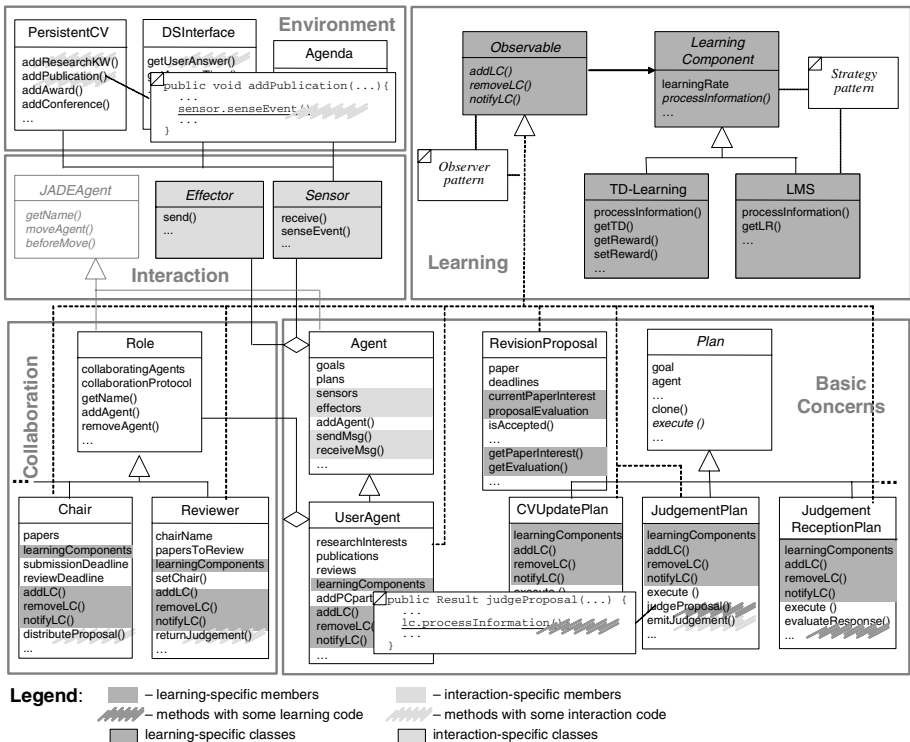 Environment
PersistentCV
addResearchKW()
addPublication()
addAward()
addConference()
...
DSInterface
getUserAnswer()
Agenda
public void addPublication(...){
...
sensor.senseEvent()
...
}
Observable
addLC()
removeLC()
notifyLC()
Learning
Component
learningRate
processInformation()
...
Strategy
pattern
Observer
pattern
TD-Learning
processInformation()
getTD()
getReward()
setReward()
...
LMS
processInformation()
getLR()
...
Learning
JADEAgent
getName()
moveAgent()
beforeMove()
Effector
send()
...
Sensor
receive()
senseEvent()
...
Interaction
Collaboration
Role
collaboratingAgents
collaborationProtocol
getName()
addAgent()
removeAgent()
...
Agent
goals
plans
sensors
effectors
addAgent()
sendMsg()
receiveMsg()
...
RevisionProposal
paper
deadlines
currentPaperInterest
proposalEvaluation
isAccepted()
...
getPaperInterest()
getEvaluation()
Plan
goal
agent
...
clone()
execute ()
...
Basic
Concerns
...
...
Chair
papers
learningComponents
submissionDeadline
reviewDeadline
addLC()
removeLC()
notifyLC()
distributeProposal()
...
Reviewer
chairName
papersToReview
learningComponents
setChair()
addLC()
removeLC()
notifyLC()
returnJudgement()
...
UserAgent
researchInterests
publications
reviews
learningComponents
addLC()
notifyLC()
...
CVUpdatePlan
learningComponents
addLC()
removeLC()
notifyLC()
execute ()
public Result judgeProposal(...) {
...
lc.processInformation()
...
}
JudgementPlan
learningComponents
addLC()
removeLC()
notifyLC()
execute ()
judgeProposal()
emitJudgement()
...
Judgement
ReceptionPlan
learningComponents
addLC()
removeLC()
notifyLC()
execute ()
evaluateResponse()
...
Legend:
– learning-specific members
– interaction-specific members
– methods with some learning code
– methods with some interaction code
learning-specific classes
interaction-specific classes